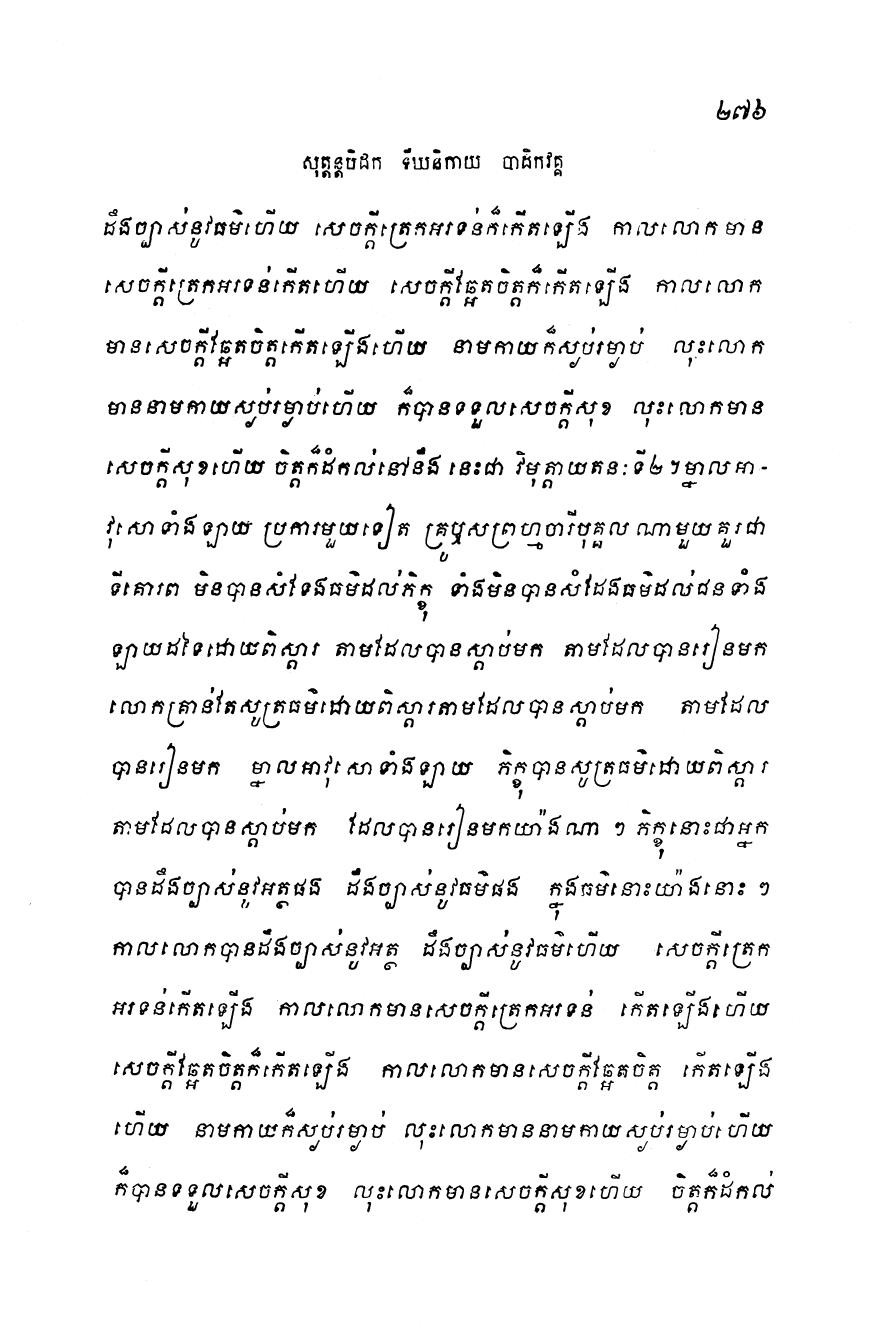 ២៧៦
សុត្តន្តបិដក ទីឃនិកាយ បាដិកវគ្គ
ដឹងច្បាស់នូវធម៌ហើយ សេចក្តីត្រេកអរទន់ក៏កើតឡើង កាលលោកមាន
សេចក្តីត្រេកអរទន់កើតហើយ សេចក្តីឆ្អែតចិត្តក៏កើតឡើង កាលលោក
មានសេចក្តីឆ្អែតចិត្តកើតឡើងហើយ នាមកាយក៏ស្ងប់រម្ងាប់ លុះលោក
មាននាមកាយស្ងប់រម្ងាប់ហើយ ក៏បានទទួលសេចក្តីសុខ លុះលោកមាន
សេចក្តីសុខហើយ ចិត្តក៏ដំកល់នៅនឹង នេះជា វិមុត្តាយតនៈទី២ ។ ម្នាលអា-
វុសោទាំងឡាយ ប្រការមួយទៀត គ្រូឬសព្រហ្មចារីបុគ្គល ណាមួយគួរជា
ទីគោរព មិនបានសំទែងធម៌ដល់ភិក្ខុ ទាំងមិនបានសំដែងធម៌ដល់ជនទាំង
ឡាយដទៃដោយពិស្តារ តាមដែលបានស្តាប់មក តាមដែលបានរៀនមក
លោកគ្រាន់តែសូត្រធម៌ដោយពិស្តារតាមដែលបានស្តាប់មក តាមដែល
បានរៀនមក ម្នាលអាវុសោទាំងឡាយ ភិក្ខុបានសូត្រធម៌ដោយពិស្តារ
តាមដែលបានស្តាប់មក ដែលបានរៀនមកយ៉ាងណា ៗ ភិក្ខុនោះជាអ្នក
បានដឹងច្បាស់នូវអត្ថផង ដឹងច្បាស់នូវធម៌ផង ក្នុងធម៌នោះយ៉ាងនោះ ៗ
កាលលោកបានដឹងច្បាស់នូវអត្ថ ដឹងច្បាស់នូវធម៌ហើយ សេចក្តីត្រេក
អរទន់កើតឡើង កាលលោកមានសេចក្តីត្រេកអរទន់ កើតឡើងហើយ
សេចក្តីឆ្អែតចិត្តក៏កើតឡើង កាលលោកមានសេចក្តីឆ្អែតចិត្ត កើតឡើង
ហើយ នាមកាយក៏ស្ងប់រម្ងាប់ លុះលោកមាននាមកាយស្ងប់រម្ងាប់ហើយ
ក៏បានទទួលសេចក្តីសុខ លុះលោកមានសេចក្តីសុខហើយ ចិត្តក៏ដំកល់